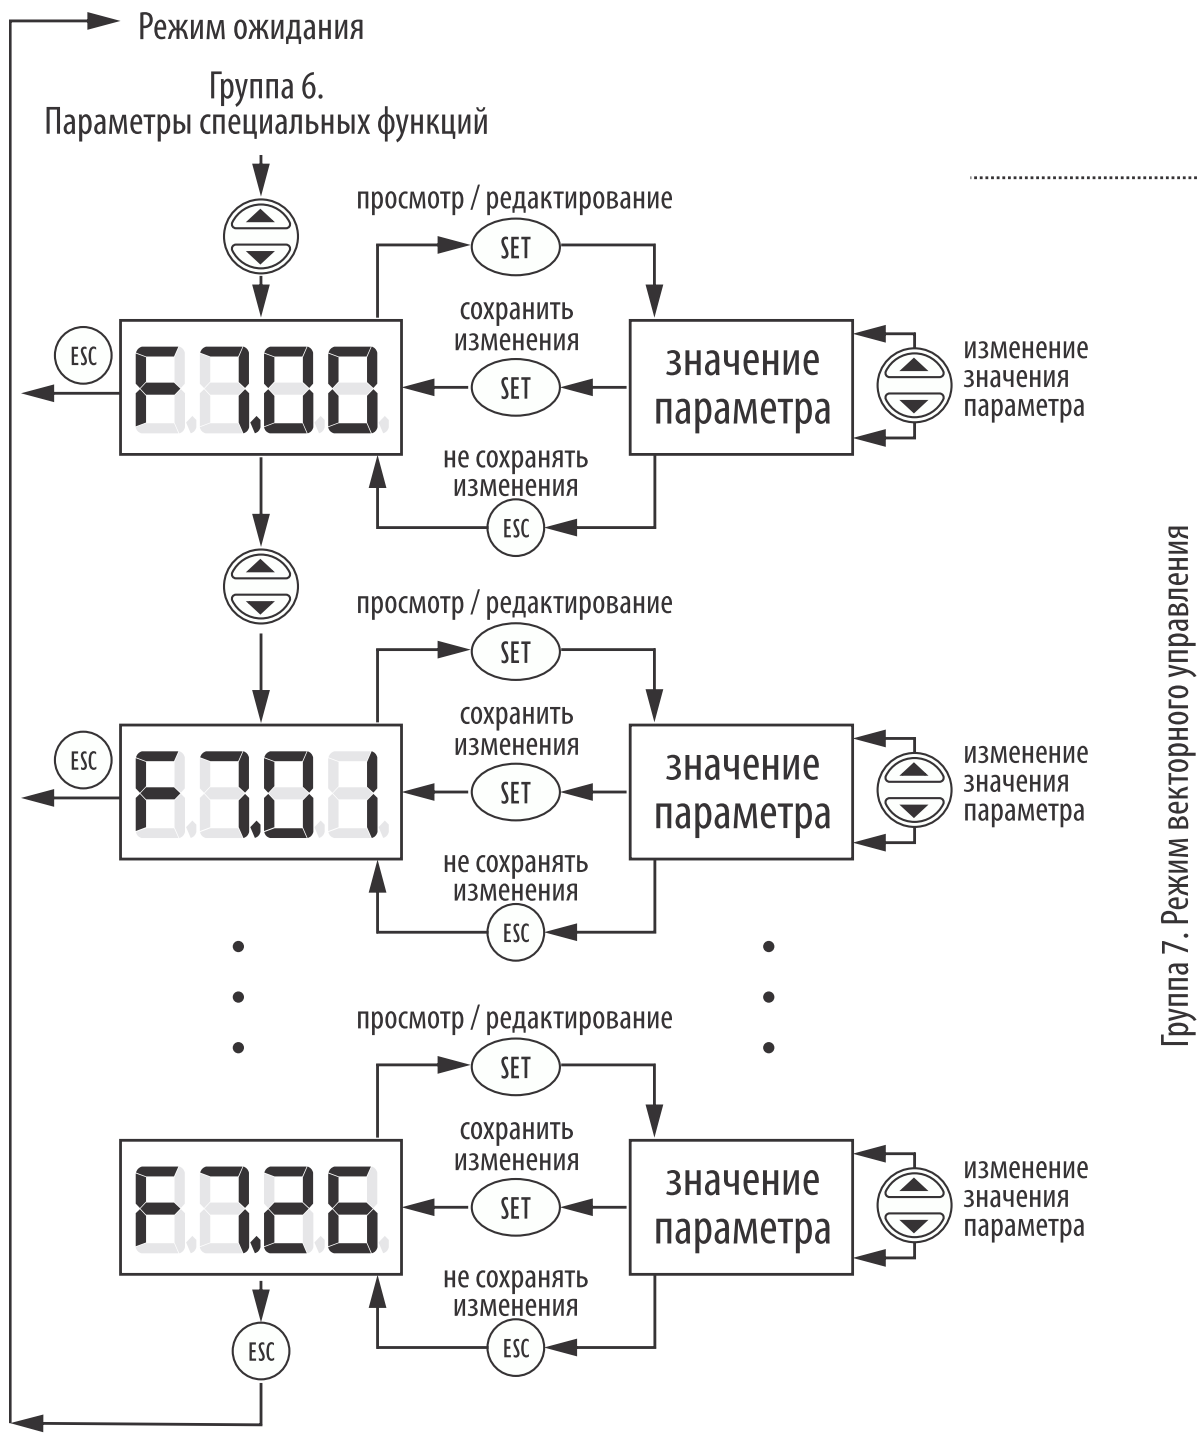 Режим ожидания
Группа 6.
Параметры специальных функций
просмотр / редактирование
SET
сохранить
изменения
SET
ESC
F7.00
значение
параметра
изменение
значения
параметра
не сохранять
изменения
ESC
просмотр / редактирование
SET
сохранить
изменения
SET
ESC
F7.01
значение
параметра
изменение
значения
параметра
не сохранять
изменения
ESC
просмотр / редактирование
SET
сохранить
изменения
SET
F7.26
значение
параметра
изменение
значения
параметра
не сохранять
изменения
ESC
ESC
Группа 7. Режим векторного управления